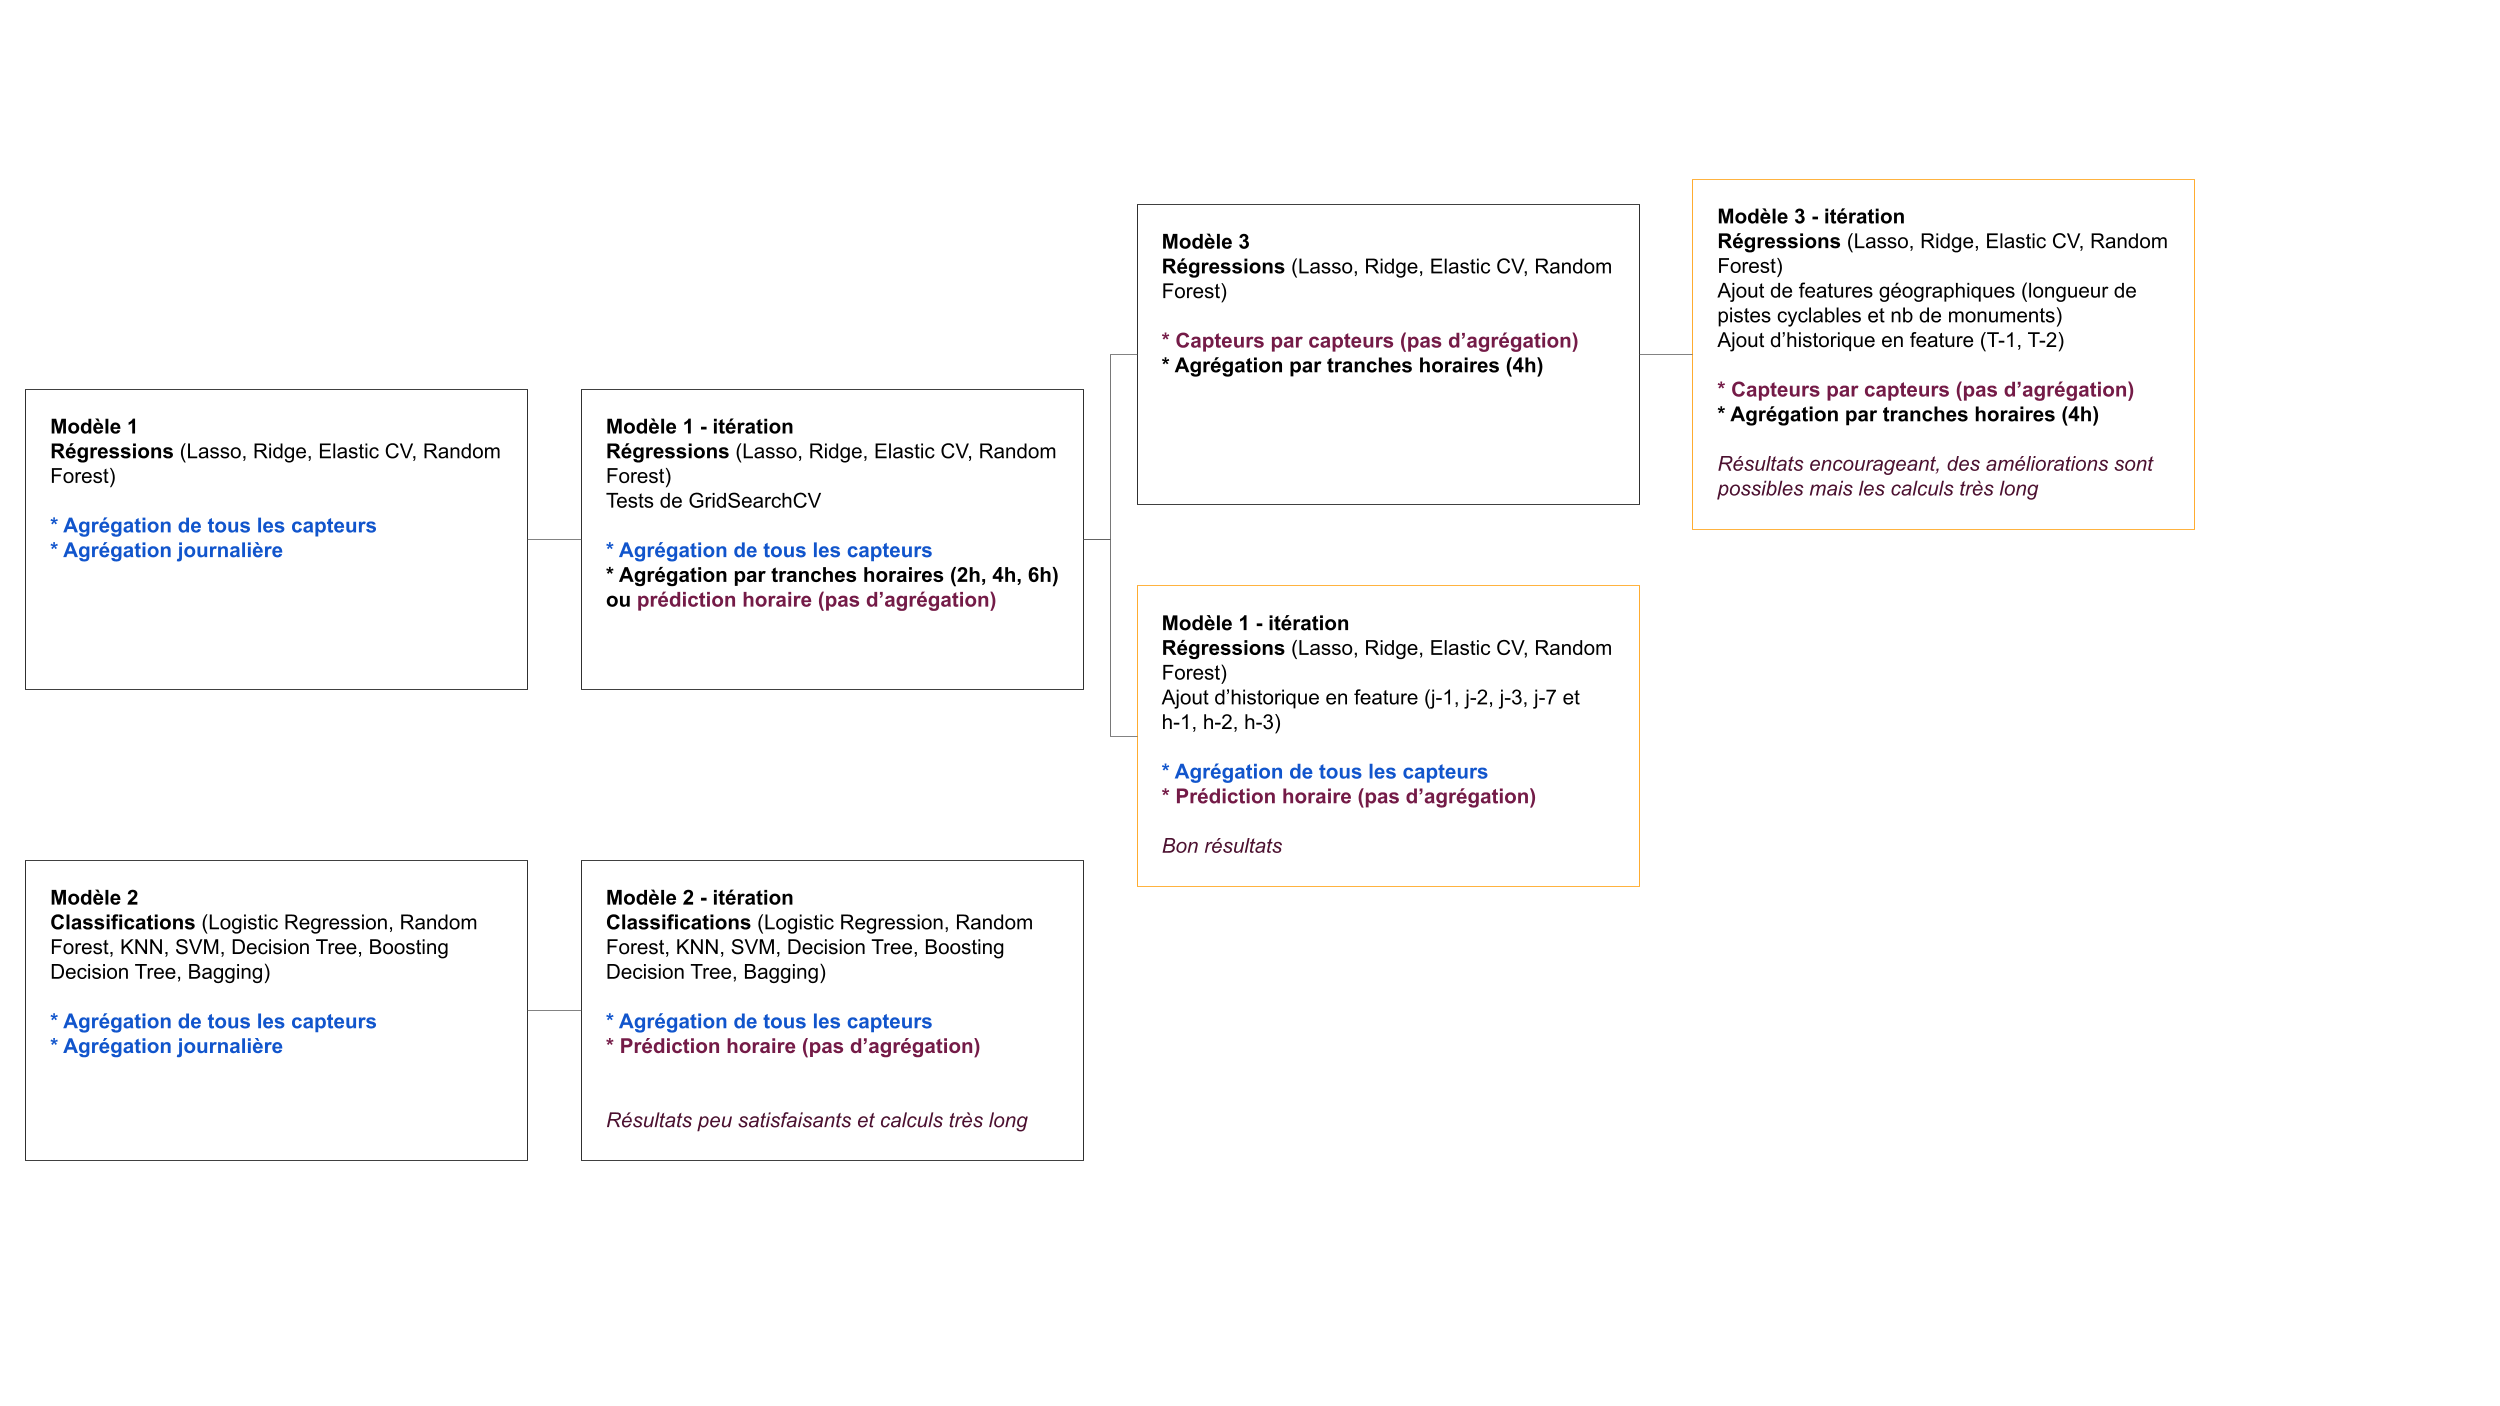 Modèle 1
Régressions (Lasso, Ridge, Elastic CV, Random
Forest)
* Agrégation de tous les capteurs
* Agrégation journalière
Modèle 1 - itération
Régressions (Lasso, Ridge, Elastic CV, Random
Forest)
Tests de GridSearchCV
* Agrégation de tous les capteurs
* Agrégation par tranches horaires (2h, 4h, 6h)
ou prédiction horaire (pas d’agrégation)
Modèle 3
Régressions (Lasso, Ridge, Elastic CV, Random
Forest)
* Capteurs par capteurs (pas d’agrégation)
* Agrégation par tranches horaires (4h)
Modèle 3 - itération
Régressions (Lasso, Ridge, Elastic CV, Random
Forest)
Ajout de features géographiques (longueur de
pistes cyclables et nb de monuments)
Ajout d’historique en feature (T-1, T-2)
* Capteurs par capteurs (pas d’agrégation)
* Agrégation par tranches horaires (4h)
Résultats encourageant, des améliorations sont
possibles mais les calculs très long
Modèle 1 - itération
Régressions (Lasso, Ridge, Elastic CV, Random
Forest)
Ajout d’historique en feature (j-1, j-2, j-3, j-7 et
h-1, h-2, h-3)
* Agrégation de tous les capteurs
* Prédiction horaire (pas d’agrégation)
Bon résultats
Modèle 2
Classifications (Logistic Regression, Random
Forest, KNN, SVM, Decision Tree, Boosting
Decision Tree, Bagging)
* Agrégation de tous les capteurs
* Agrégation journalière
Modèle 2 - itération
Classifications (Logistic Regression, Random
Forest, KNN, SVM, Decision Tree, Boosting
Decision Tree, Bagging)
* Agrégation de tous les capteurs
* Prédiction horaire (pas d’agrégation)
Résultats peu satisfaisants et calculs très long